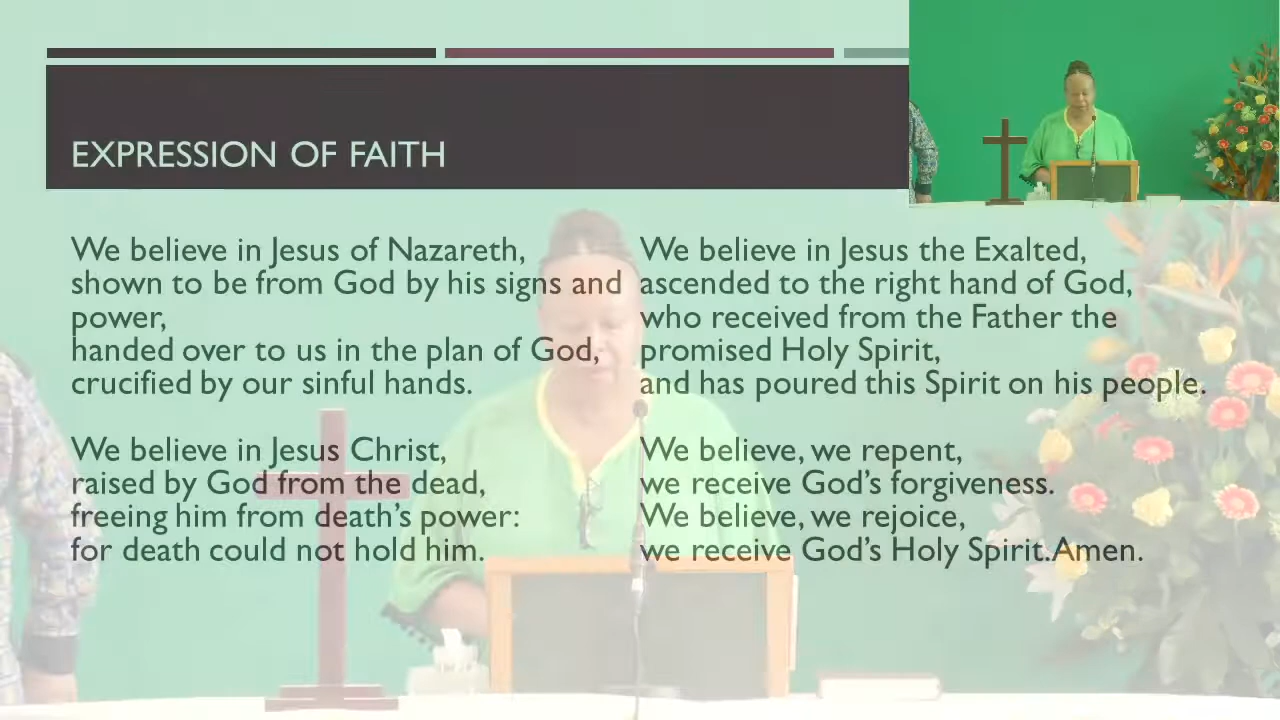 EXPRESSION OF FAITH
We believe in Jesus of Nazareth,
shown to be from God by his signs and
power,
handed over to us in the plan of God,
crucified by our sinful hands.
We believe in Jesus Christ,
raised by God from the dead,
freeing him from death's power:
for death could not hold him.
We believe in Jesus the Exalted,
ascended to the right hand of God,
who received from the Father the
promised Holy Spirit,
and has poured this Spirit on his people.
We believe, we repent,
we receive God's forgiveness.
We believe, we rejoice,
we receive God's Holy Spirit.Amen.